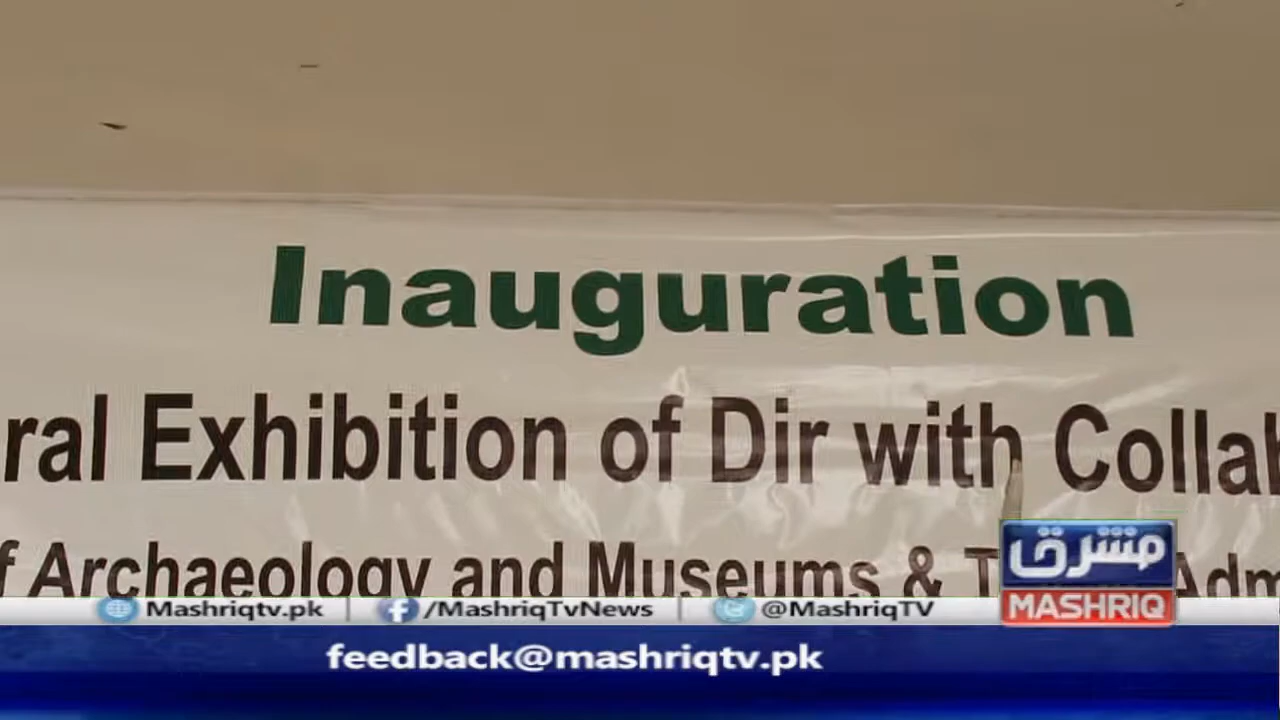 Inauguration
ral Exhibition of Dir with Collab
f Archaeology and Museums & T Adm
مشرق
MASHRIQ
Mashriqtv.pk | /MashriqTvNews | @MashriqTV
feedback@mashriqtv.pk